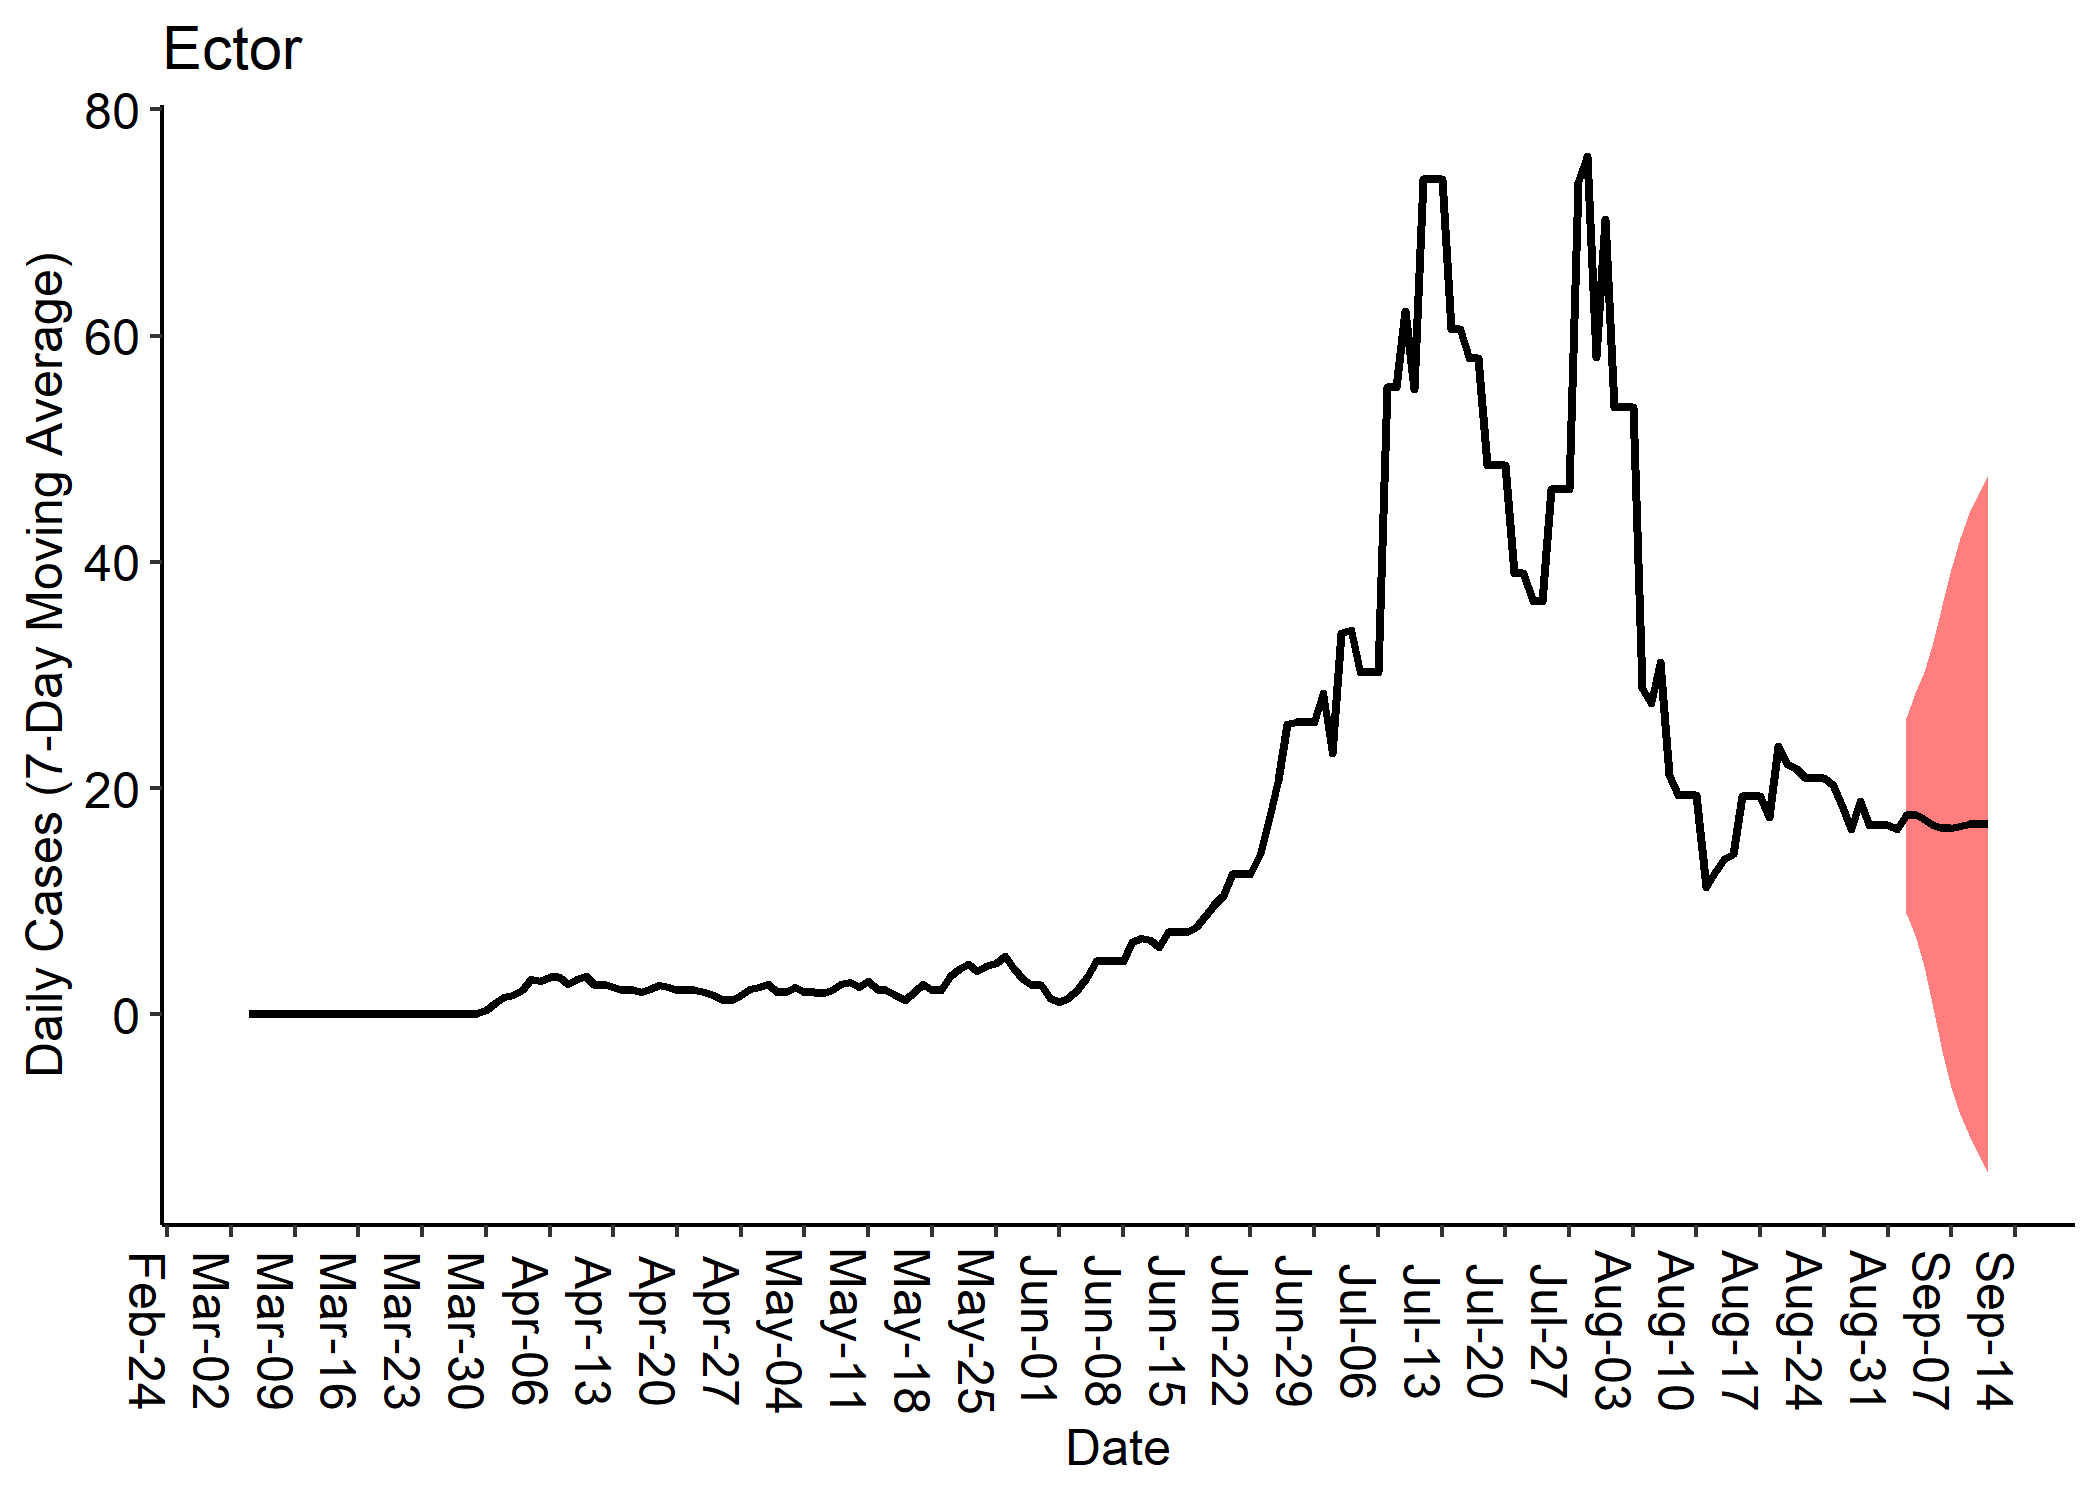 Ector
80
60
40
20
0
Daily Cases (7-Day Moving Average)
Feb-24
Mar-02
Mar-09
Mar-16
Mar-23
Mar-30
Apr-06
Apr-13
Apr-20
Apr-27
May-04
May-11
May-18
May-25
Jun-01
Jun-08
Jun-15
Jun-22
Jun-29
Jul-06
Jul-13
Jul-20
Jul-27
Aug-03
Aug-10
Aug-17
Aug-24
Aug-31
Sep-07
Sep-14
Date